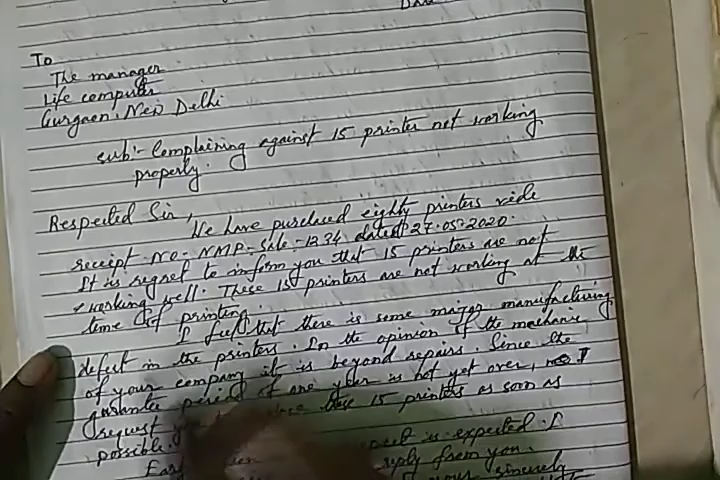 Date
To
The manager
Life computer
Gurgaon. New Delhi
sub:- Complaining against 15 printer not working
properly.
Respected Sir,
We have purchased eighty printers vide
receipt -No- NMP- Sale -1234 dated 27.05.2020.
It is regret to inform you that 15 printers are not
working well. These 15 printers are not working at the
time of printing.
I feel that there is some major manufacturing
defect in the printers. In the opinion of the mechanic
of your company it is beyond repairs. Since the
garantee period of one year is not yet over, I
request you these 15 printers as soon as
possible.
is expected. I
reply from you.
sincerely